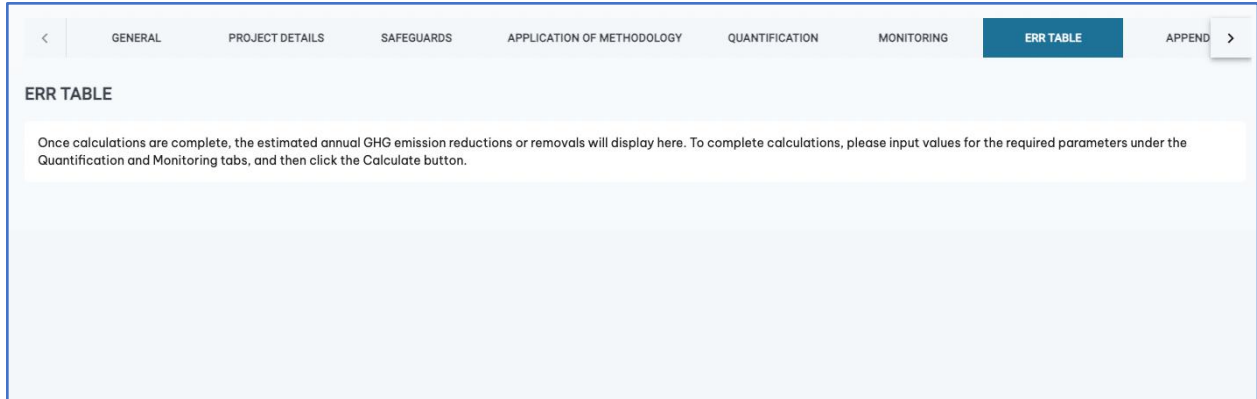 GENERAL PROJECT DETAILS SAFEGUARDS APPLICATION OF METHODOLOGY QUANTIFICATION MONITORING ERR TABLE APPEND
ERR TABLE
Once calculations are complete, the estimated annual GHG emission reductions or removals will display here. To complete calculations, please input values for the required parameters under the
Quantification and Monitoring tabs, and then click the Calculate button.